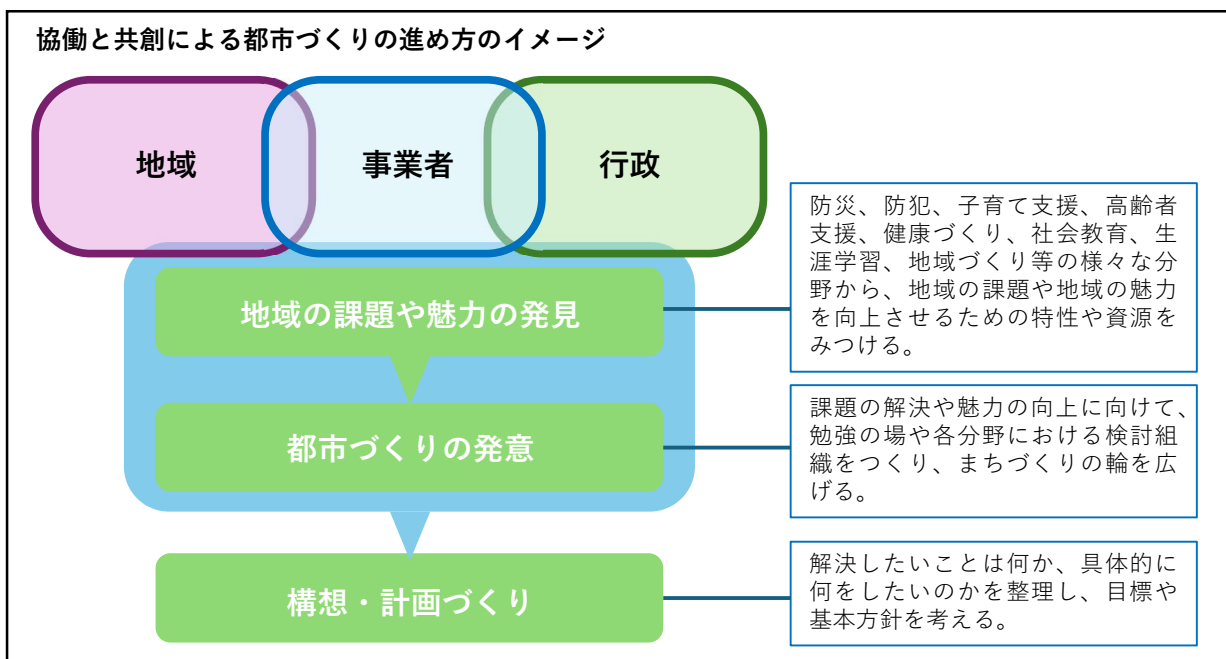 協働と共創による都市づくりの進め方のイメージ
地域
事業者
行政
地域の課題や魅力の発見
防災、防犯、子育て支援、高齢者
支援、健康づくり、社会教育、生
涯学習、地域づくり等の様々な分
野から、地域の課題や地域の魅力
を向上させるための特性や資源を
みつける。
都市づくりの発意
課題の解決や魅力の向上に向けて、
勉強の場や各分野における検討組
織をつくり、まちづくりの輪を広
げる。
構想・計画づくり
解決したいことは何か、具体的に
何をしたいのかを整理し、目標や
基本方針を考える。